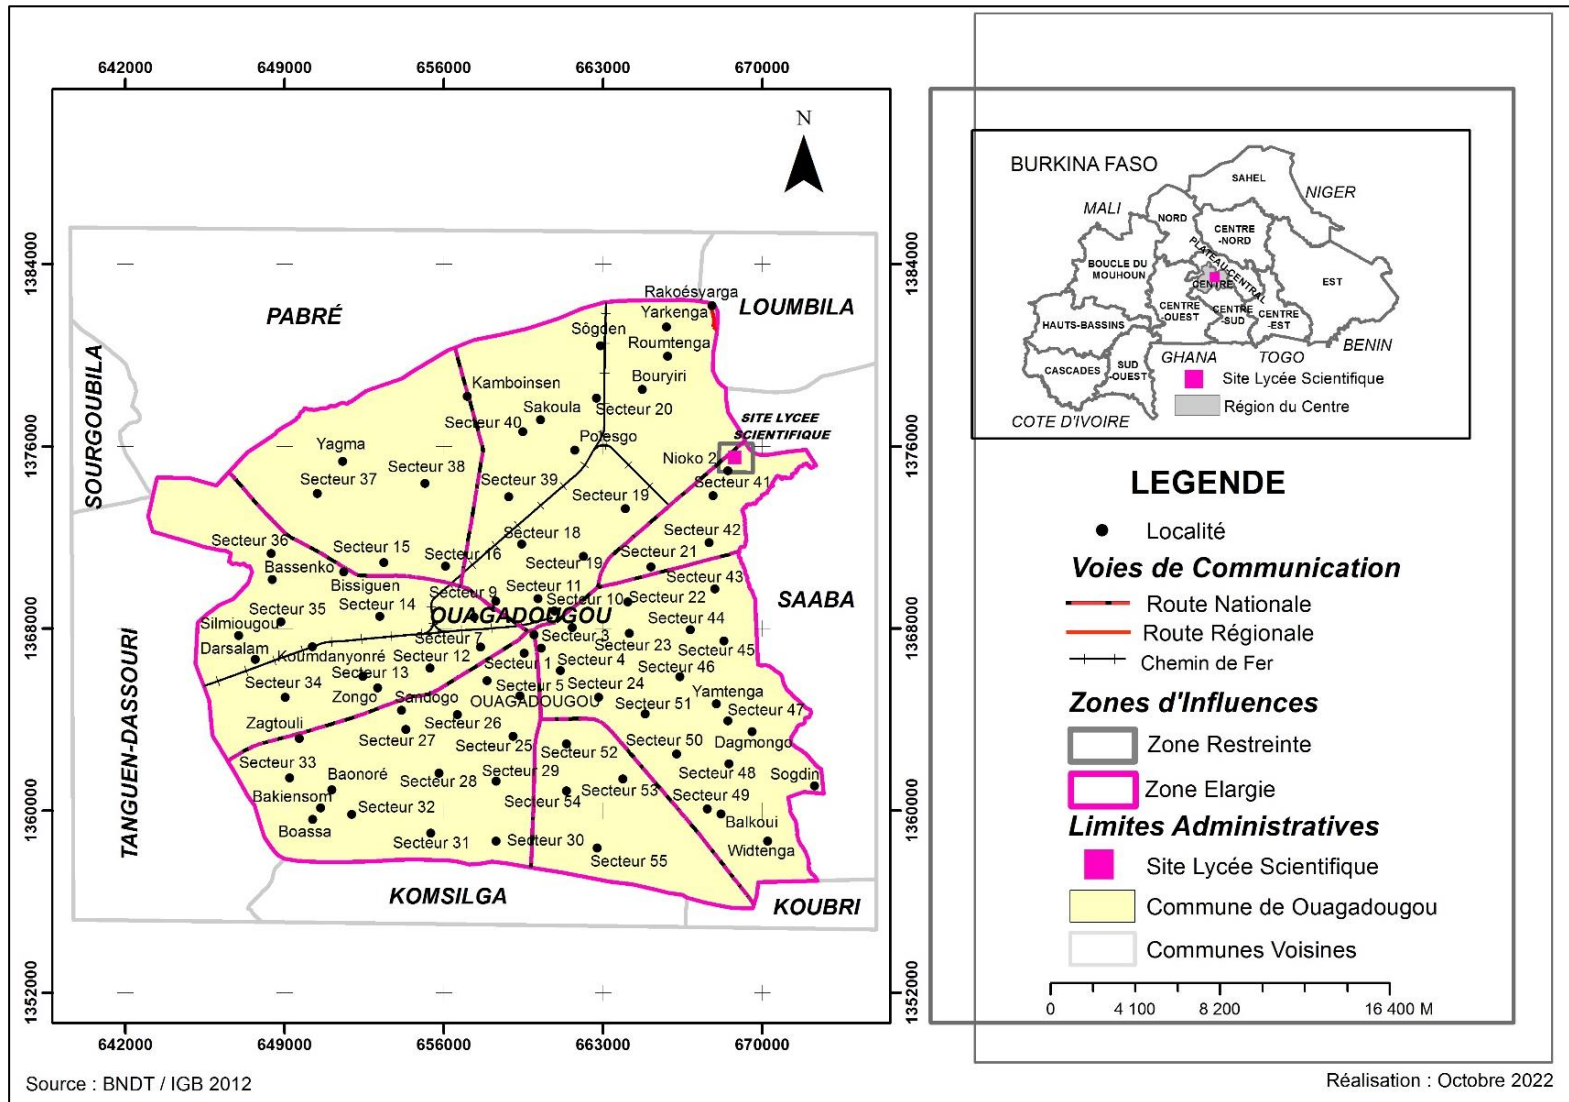 642000
649000
656000
663000
670000
N
1384000
1384000
1376000
1376000
1368000
1368000
1360000
1360000
1352000
1352000
PABRÉ
LOUMBILA
SOURGOUBILA
Rakoésyarga
Yarkenga
Sôgden
Roumtenga
Bouryiri
Kamboinsen
Secteur 20
Sakoula
Secteur 40
SITE LYCEE
SCIENTIFIQUE
Polesgo
Yagma
Nioko 2
Secteur 38
Secteur 37
Secteur 39
Secteur 41
Secteur 19
Secteur 18
Secteur 42
Secteur 36
Secteur 15
Secteur 16
Secteur 21
Secteur 19
Bassenko
Bissiguen
Secteur 43
Secteur 11
Secteur 9
Secteur 10
Secteur 22
SAABA
Secteur 35
Secteur 14
OUAGADOUGOU
Secteur 44
Silmiougou
Secteur 7
Secteur 3
Secteur 23
Secteur 45
Darsalam
Koumdanyonré
Secteur 12
Secteur 1
Secteur 4
Secteur 46
Secteur 13
Secteur 5
Secteur 24
Secteur 34
Zongo
Sandogo
OUAGADOUGOU
Yamtenga
Secteur 51
Secteur 47
Zagtouli
Secteur 26
Secteur 27
Secteur 25
Secteur 52
Secteur 50
Dagmongo
Secteur 33
Baonoré
Secteur 28
Secteur 29
Secteur 48
Sogdin
Bakiensom
Secteur 54
Secteur 53
Secteur 49
Boassa
Secteur 32
Balkoui
Secteur 31
Secteur 30
Widtenga
Secteur 55
TANGUEN-DASSOURI
KOMSILGA
KOUBRI
642000
649000
656000
663000
670000
Source : BNDT / IGB 2012
BURKINA FASO
SAHEL
NIGER
MALI
NORD
CENTRE
-NORD
PLATEAU-CENTRAL
BOUCLE DU
MOUHOUN
EST
CENTRE
CENTRE
-OUEST
CENTRE
-SUD
CENTRE
-EST
HAUTS-BASSINS
BENIN
GHANA
TOGO
CASCADES
SUD
-OUEST
COTE D'IVOIRE
Site Lycée Scientifique
Région du Centre
LEGENDE
Localité
Voies de Communication
Route Nationale
Route Régionale
Chemin de Fer
Zones d'Influences
Zone Restreinte
Zone Elargie
Limites Administratives
Site Lycée Scientifique
Commune de Ouagadougou
Communes Voisines
0 4 100 8 200 16 400 M
Réalisation : Octobre 2022